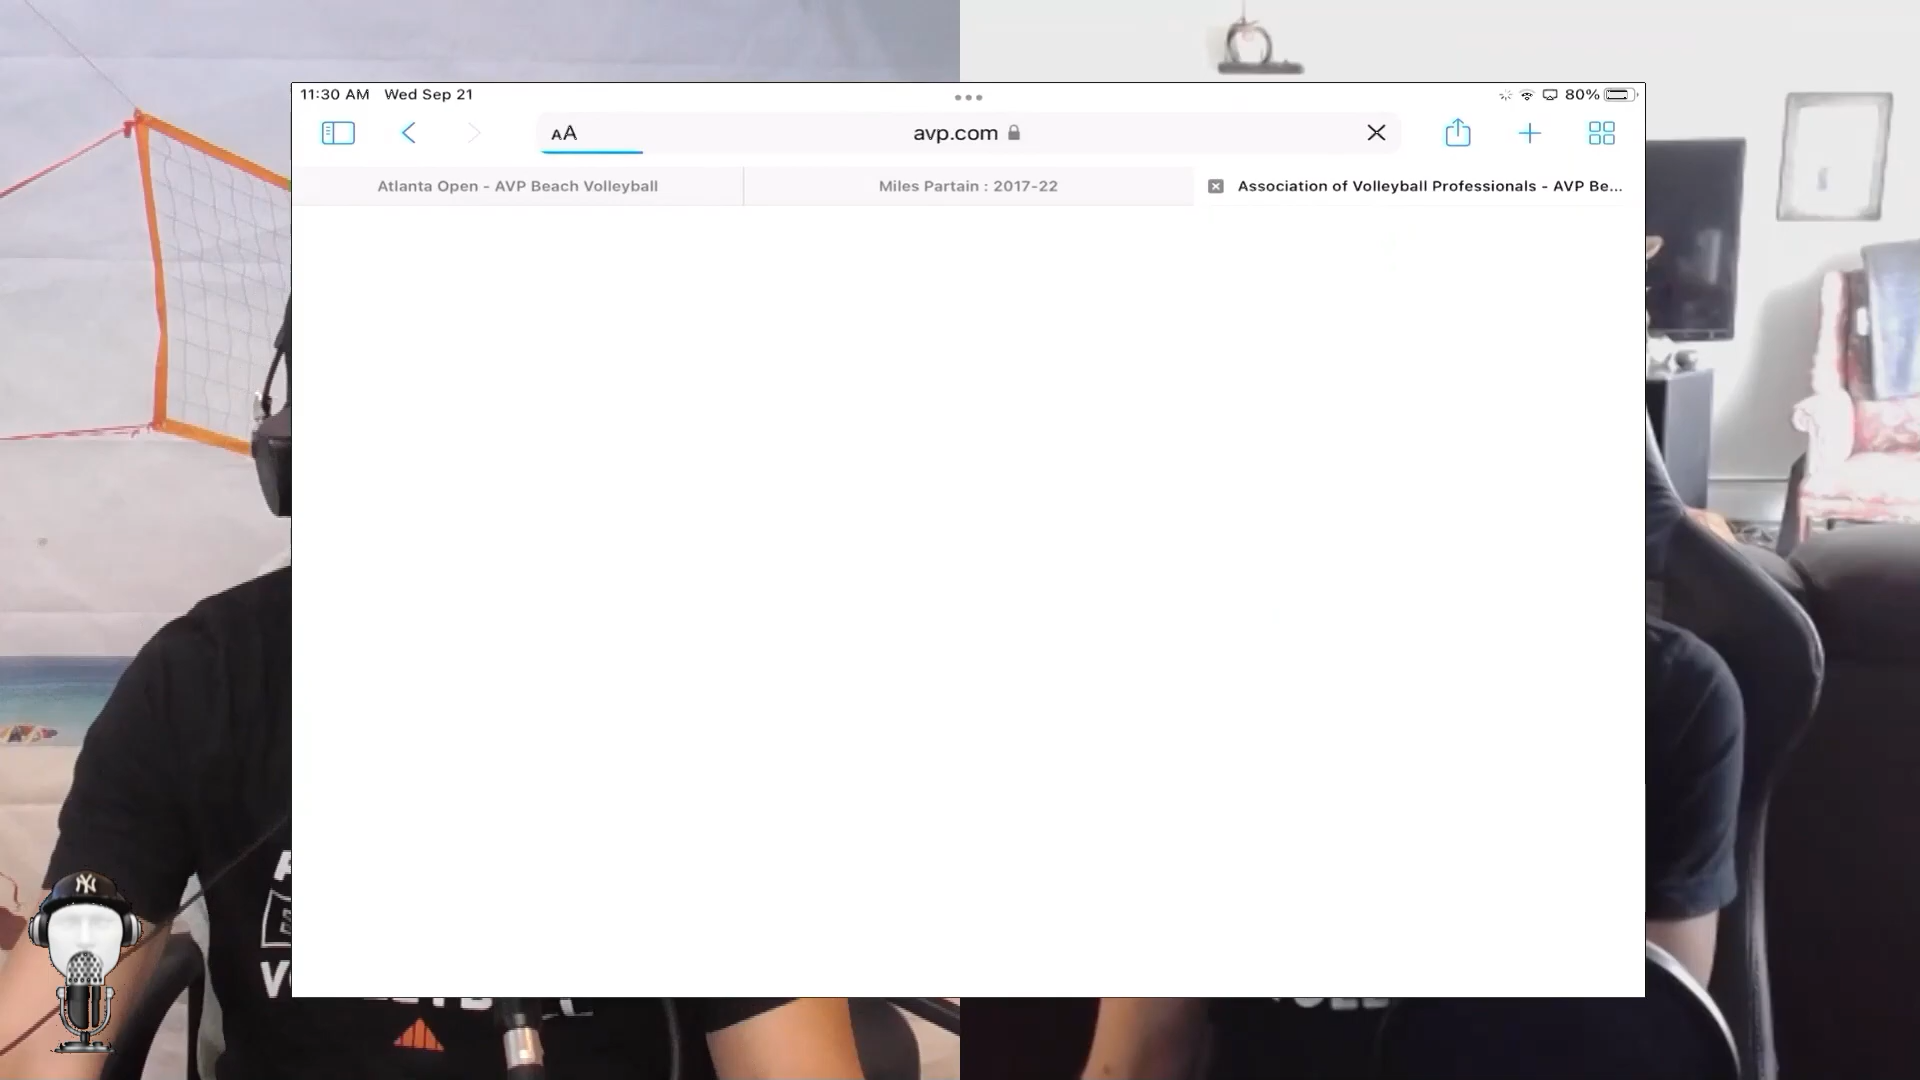 11:30 AM Wed Sep 21
80%
AA
avp.com
Atlanta Open - AVP Beach Volleyball
Miles Partain : 2017-22
Association of Volleyball Professionals - AVP Be...
NY